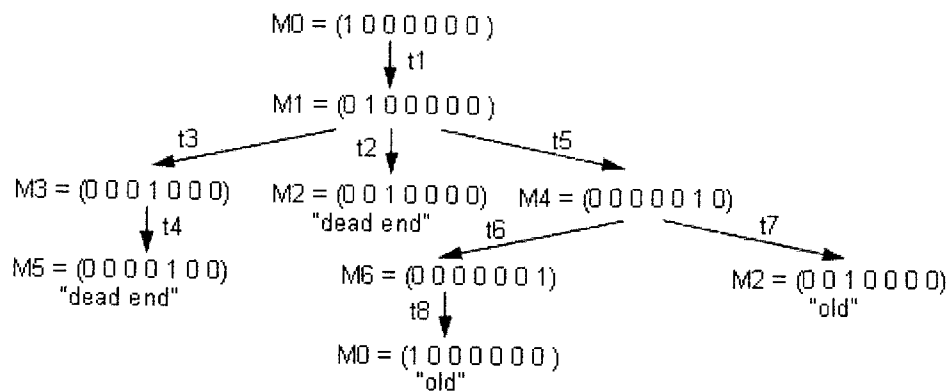 M0 = (1 0 0 0 0 0 0 )
t1
M1 = (0 1 0 0 0 0 0 )
t3 t2 t5
M3 = (0 0 0 1 0 0 0) M2 = (0 0 1 0 0 0 0) M4 = (0 0 0 0 0 1 0)
"dead end"
t4 t6 t7
M5 = (0 0 0 0 1 0 0) M6 = (0 0 0 0 0 0 1) M2 = (0 0 1 0 0 0 0)
"dead end" "old"
t8
M0 = (1 0 0 0 0 0 0 )
"old"